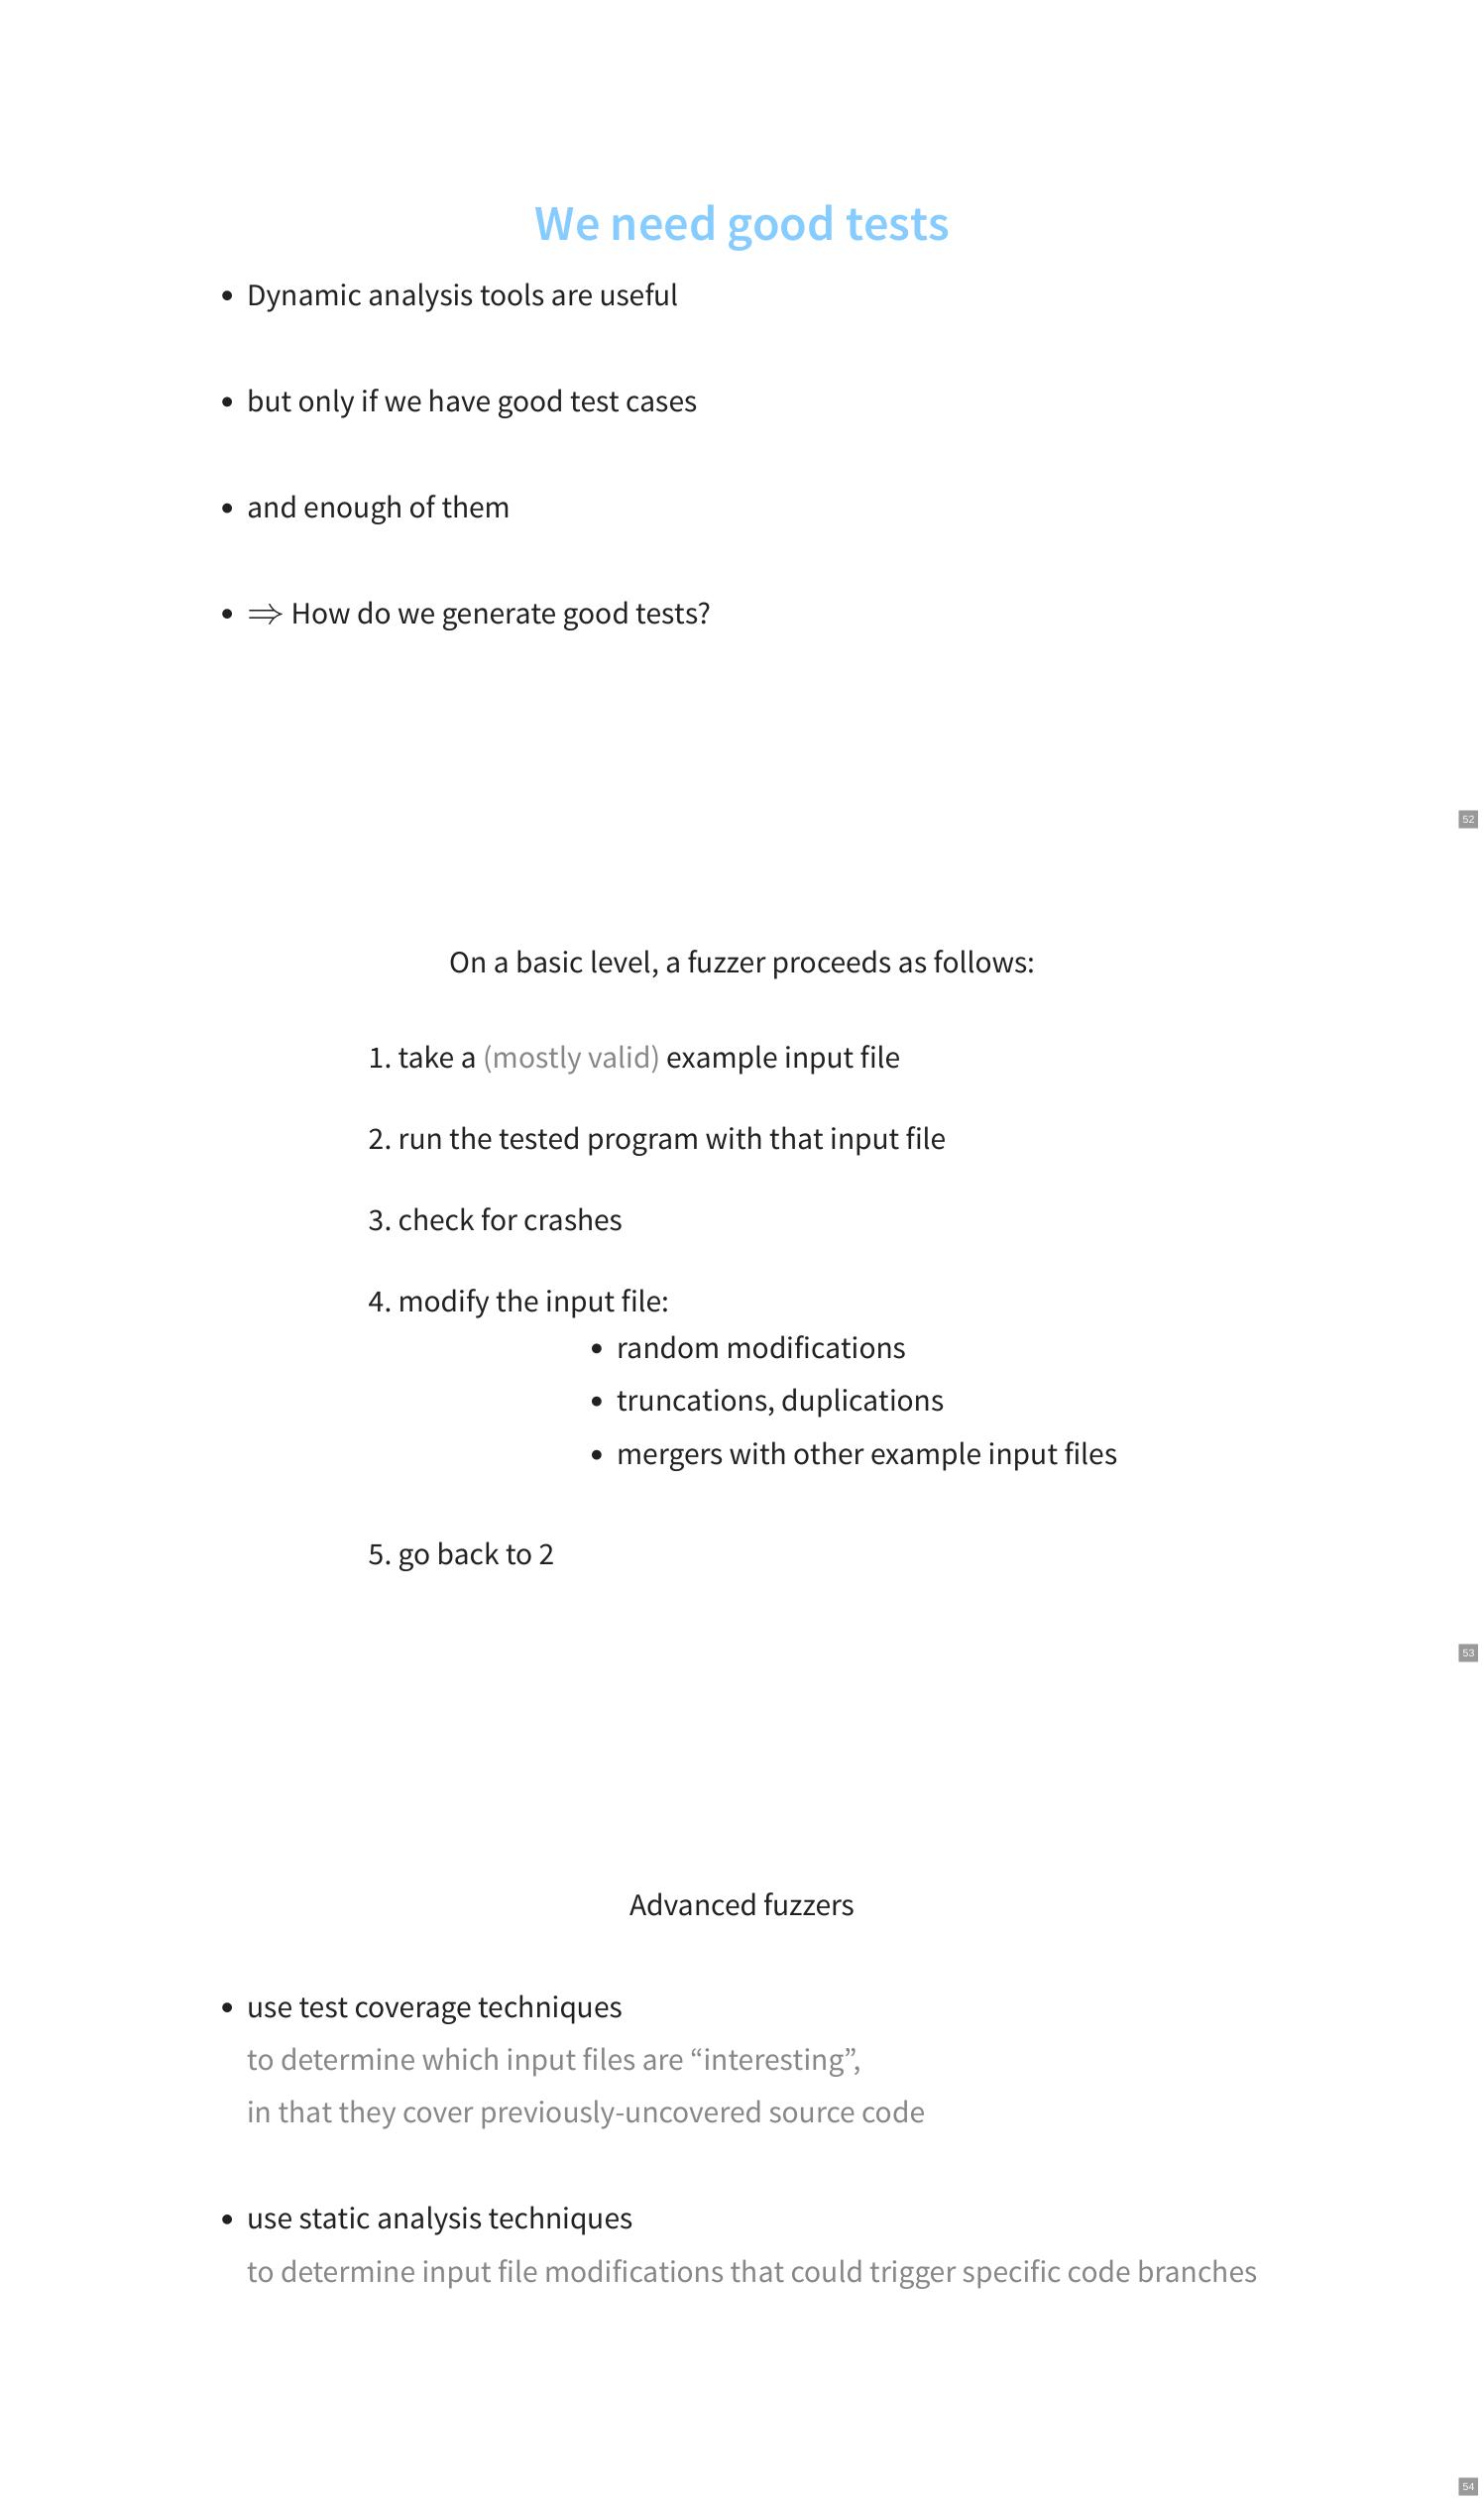 We need good tests
• Dynamic analysis tools are useful
• but only if we have good test cases
• and enough of them
• ⇒ How do we generate good tests?
52
On a basic level, a fuzzer proceeds as follows:
1. take a (mostly valid) example input file
2. run the tested program with that input file
3. check for crashes
4. modify the input file:
• random modifications
• truncations, duplications
• mergers with other example input files
5. go back to 2
53
Advanced fuzzers
• use test coverage techniques
to determine which input files are “interesting”,
in that they cover previously-uncovered source code
• use static analysis techniques
to determine input file modifications that could trigger specific code branches
54